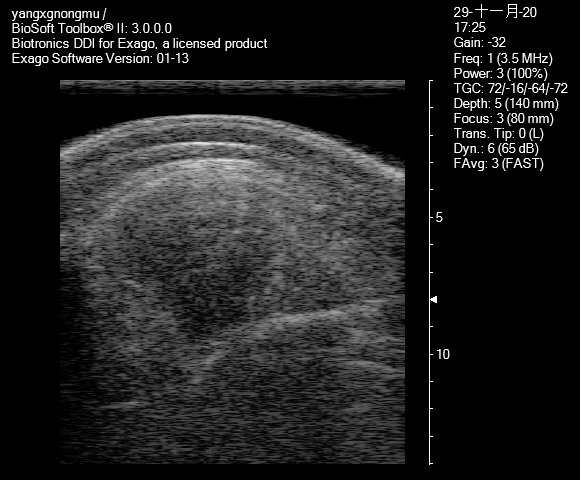 yangxgnongmu /
BioSoft Toolbox® II: 3.0.0.0
Biotronics DDI for Exago, a licensed product
Exago Software Version: 01-13
29-十一月-20
17:25
Gain: -32
Freq: 1 (3.5 MHz)
Power: 3 (100%)
TGC: 72/-16/-64/-72
Depth: 5 (140 mm)
Focus: 3 (80 mm)
Trans. Tip: 0 (L)
Dyn.: 6 (65 dB)
FAvg: 3 (FAST)
5
10